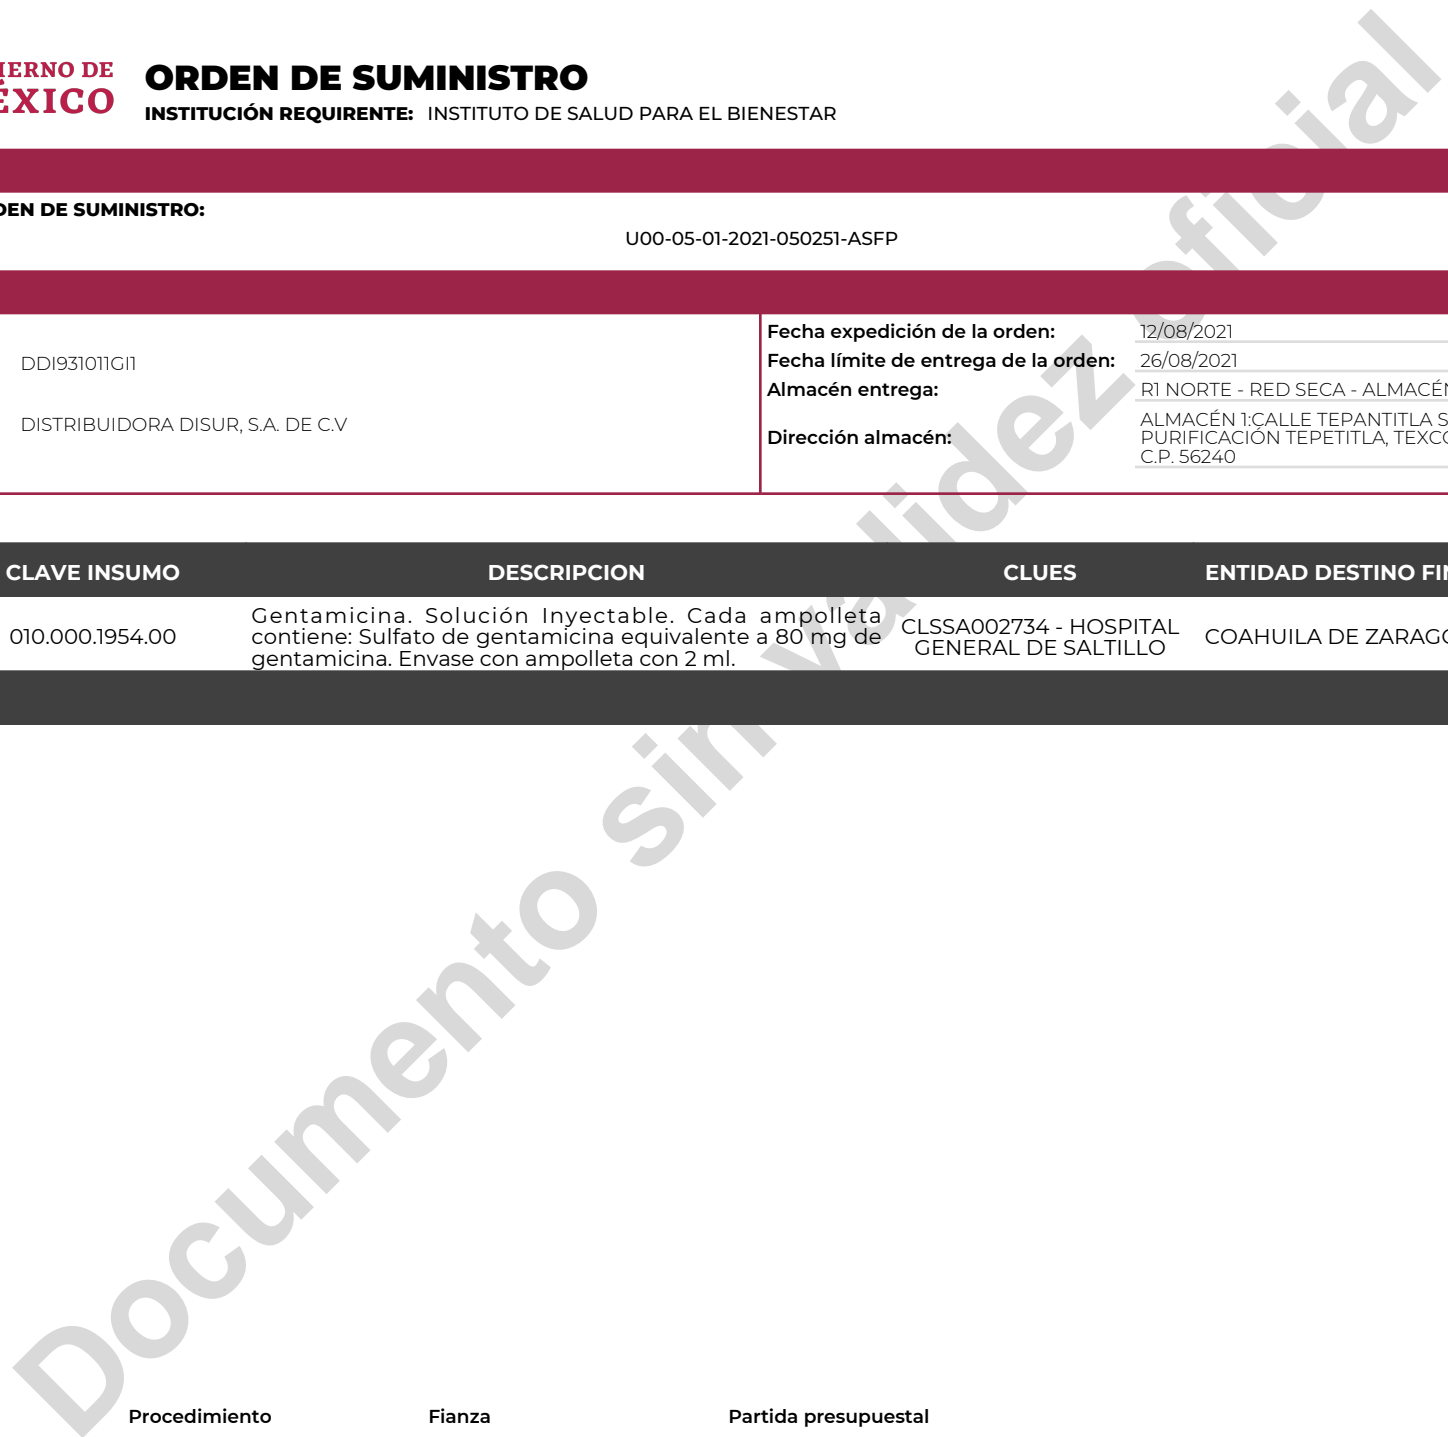 IERNO DE
ÉXICO
ORDEN DE SUMINISTRO
INSTITUCIÓN REQUIRENTE: INSTITUTO DE SALUD PARA EL BIENESTAR
DEN DE SUMINISTRO:
U00-05-01-2021-050251-ASFP
DDI931011GI1
DISTRIBUIDORA DISUR, S.A. DE C.V
Fecha expedición de la orden: 12/08/2021
Fecha límite de entrega de la orden: 26/08/2021
Almacén entrega: R1 NORTE - RED SECA - ALMACÉN
Dirección almacén:
ALMACÉN 1:CALLE TEPANTITLA S
PURIFICACIÓN TEPETITLA, TEXCO
C.P. 56240
CLAVE INSUMO DESCRIPCION CLUES ENTIDAD DESTINO FIN
010.000.1954.00
Gentamicina. Solución Inyectable. Cada ampolleta
contiene: Sulfato de gentamicina equivalente a 80 mg de
gentamicina. Envase con ampolleta con 2 ml.
CLSSA002734 - HOSPITAL
GENERAL DE SALTILLO
COAHUILA DE ZARAGO
Documento sin validez oficial
Procedimiento Fianza Partida presupuestal